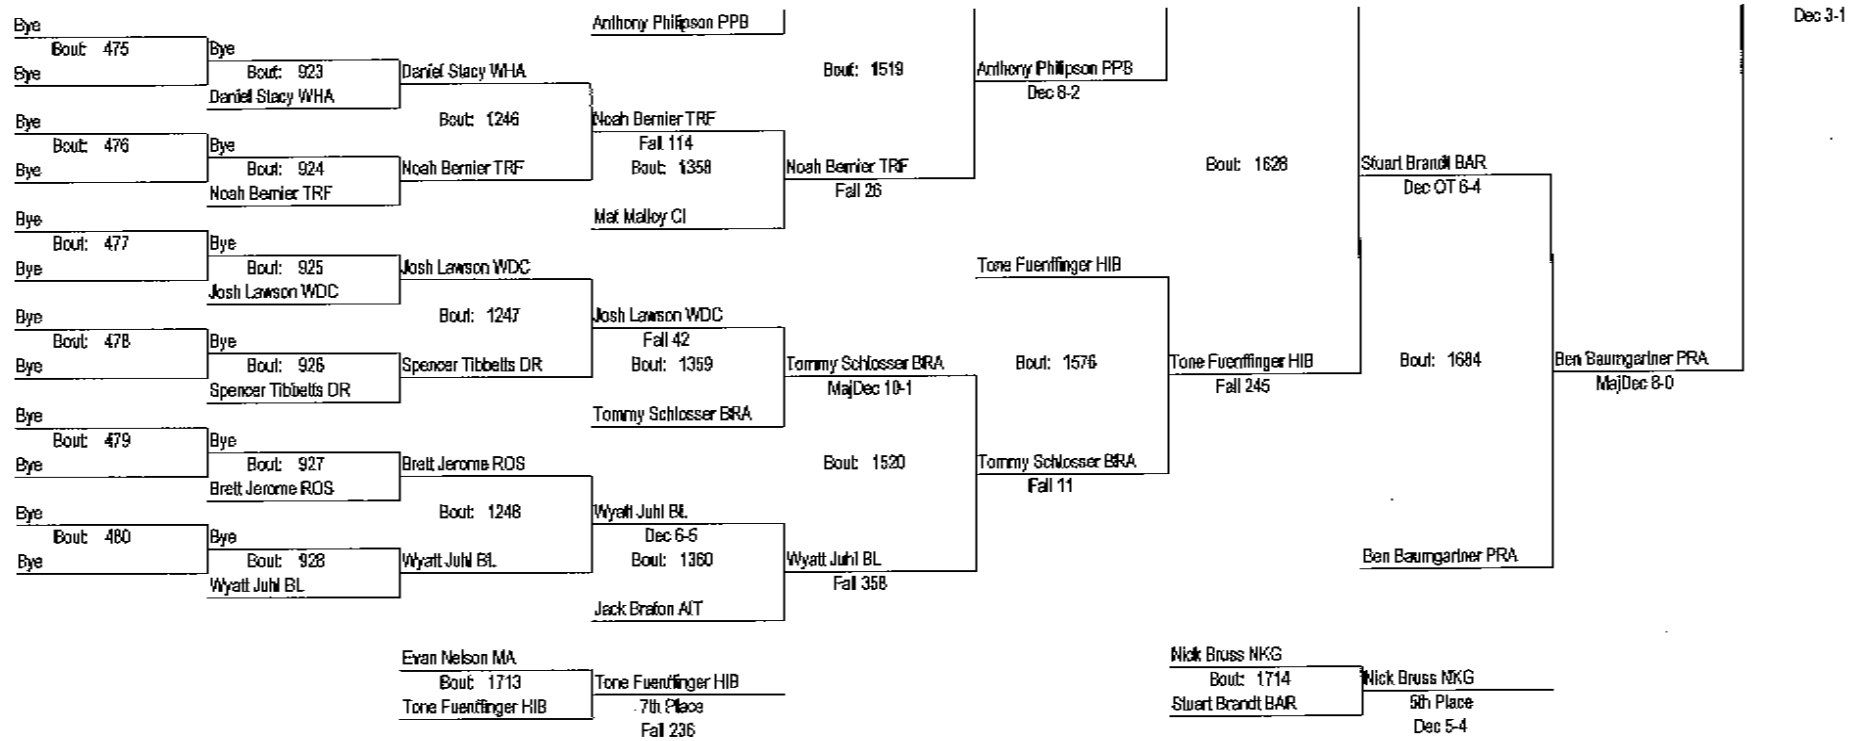 Bye
Bout: 475
Bye
Bye
Bout: 476
Bye
Bye
Bout: 477
Bye
Bye
Bout: 478
Bye
Bye
Bout: 479
Bye
Bye
Bout: 480
Bye
Bye
Bout: 923
Daniel Stacy WHA
Bye
Bout: 924
Noah Bernier TRF
Bye
Bout: 925
Josh Lawson WDC
Bye
Bout: 926
Spencer Tibbetts DR
Bye
Bout: 927
Brett Jerome ROS
Bye
Bout: 928
Wyatt Juhl BL
Daniel Stacy WHA
Bout: 1246
Noah Bernier TRF
Josh Lawson WDC
Bout: 1247
Spencer Tibbetts DR
Brett Jerome ROS
Bout: 1248
Wyatt Juhl BL
Anthony Philipson PPB
Noah Bernier TRF
Fall 114
Bout: 1358
Mat Malloy CI
Josh Lawson WDC
Fall 42
Bout: 1359
Tommy Schlosser BRA
Wyatt Juhl BL
Dec 6-5
Bout: 1360
Jack Braton AIT
Bout: 1519
Noah Bernier TRF
Fall 26
Tommy Schlosser BRA
MajDec 10-1
Bout: 1520
Wyatt Juhl BL
Fall 358
Anthony Philipson PPB
Dec 8-2
Tone Fuenffinger HIB
Bout: 1576
Tommy Schlosser BRA
Fall 11
Bout: 1628
Tone Fuenffinger HIB
Fall 245
Stuart Brandt BAR
Dec OT 6-4
Bout: 1684
Ben Baumgartner PRA
Ben Baumgartner PRA
MajDec 8-0
Dec 3-1
Evan Nelson MA
Bout: 1713
Tone Fuenffinger HIB
Tone Fuenffinger HIB
7th Place
Fall 236
Nick Bruss NKG
Bout: 1714
Stuart Brandt BAR
Nick Bruss NKG
5th Place
Dec 5-4